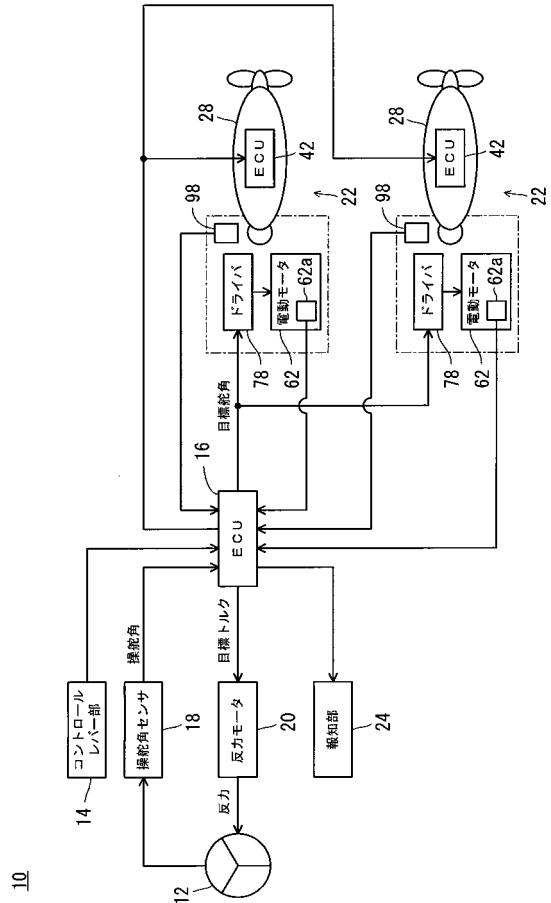 10
12
コントロール
レバー部
14
操舵角センサ
18
操舵角
反力
反力モータ
20
目標トルク
報知部
24
ECU
16
目標舵角
98
ドライバ
78
電動モータ
62a
62
28
ECU
42
22
98
ドライバ
78
電動モータ
62a
62
28
ECU
42
22